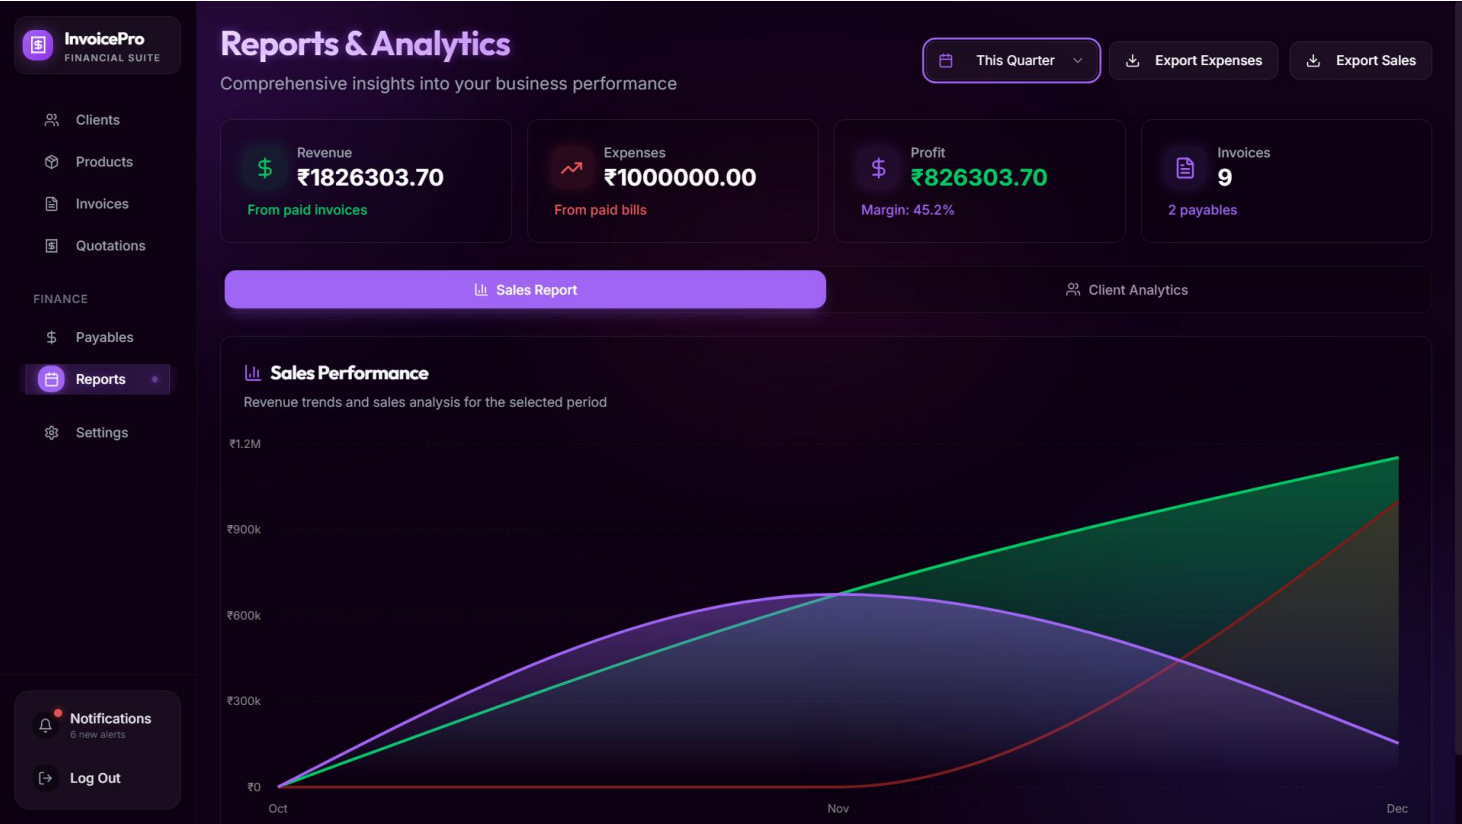 InvoicePro
FINANCIAL SUITE
Clients
Products
Invoices
Quotations
FINANCE
Payables
Reports
Settings
Notifications
6 new alerts
Log Out
Reports & Analytics
Comprehensive insights into your business performance
This Quarter
Export Expenses
Export Sales
Revenue
₹1826303.70
From paid invoices
Expenses
₹1000000.00
From paid bills
Profit
₹826303.70
Margin: 45.2%
Invoices
9
2 payables
Sales Report
Client Analytics
Sales Performance
Revenue trends and sales analysis for the selected period
₹1.2M
₹900k
₹600k
₹300k
₹0
Oct
Nov
Dec